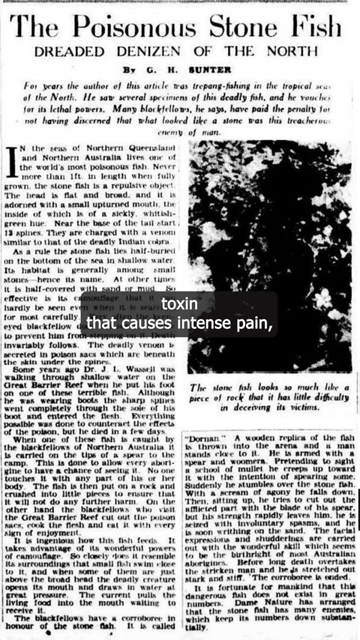 The Poisonous Stone Fish
DREADED DENIZEN OF THE NORTH
By G. H. SUNTER
For years the author of this article was trepang-fishing in the tropical seas
of the North. He saw several specimens of this deadly fish, and he vouches
for its lethal powers. Many blackfellows, he says, have paid the penalty for
not having discerned that what looked like a stone was this treacherous
enemy of man.
IN the seas of Northern Queensland
and Northern Australia lives one of
the world's most poisonous fish. Never
more than 1ft. in length when fully
grown, the stone fish is a repulsive object.
The head is flat and broad, and it is
adorned with a small upturned mouth, the
inside of which is of a sickly, whitish-
green hue. Near the base of the tail start
13 spines. They are charged with a venom
similar to that of the deadly Indian cobra.
As a rule the stone fish lies half-buried
on the bottom of the sea in shallow water.
Its habitat is generally among small
stones—hence its name. At other times
it is half-covered with sand or mud. So
effective is its camouflage that it
hardly be seen even
for most carefully.
eyed blackfellow
to prevent him from stepping on it. Death
invariably follows. The deadly venom is
secreted in poison sacs which are beneath
the skin under the spines.
Some years ago Dr. J. L. Wassell was
walking through shallow water on the
Great Barrier Reef when he put his foot
on one of these terrible fish. Although
he was wearing boots the sharp spines
went completely through the sole of his
boot and entered the flesh. Everything
possible was done to counteract the effects
of the poison, but he died in a few days.
When one of these fish is caught by
the blackfellows of Northern Australia it
is carried on the tips of a spear to the
camp. This is done to allow every abori-
gine to have a chance of seeing it. No one
touches it with any part of his or her
body. The fish is then put on a rock and
crushed into little pieces to ensure that
it will not do any further harm. On the
other hand the blackfellows who visit
the Great Barrier Reef cut out the poison
sacs, cook the flesh and eat it with every
sign of enjoyment.
It is ingenious how this fish feeds. It
takes advantage of its wonderful powers
of camouflage. So closely does it resemble
its surroundings that small fish swim close
to it, and when some of them are just
above the broad head the deadly creature
opens its mouth and draws in water at
great pressure. The current pulls the
living food into the mouth waiting to
receive it.
The blackfellows have a corroboree in
honour of the stone fish. It is called
toxin
that causes intense pain,
The stone fish looks so much like a
piece of rock that it has little difficulty
in deceiving its victims.
"Dornan." A wooden replica of the fish
is thrown into the arena and a man
stands close to it. He is armed with a
spear and woomera. Pretending to sight
a school of mullet he creeps up toward
it with the intention of spearing some.
Suddenly he stumbles over the stone fish.
With a scream of agony he falls down.
Then, sitting up, he tries to cut out the
afflicted part with the blade of his spear,
but his strength rapidly leaves him, he is
seized with involuntary spasms, and he
is soon writhing on the sand. The facial
expressions and shudderings are carried
out with the wonderful skill which seems
to be the birthright of most Australian
aborigines. Before long death overtakes
the stricken man and he is stretched out
stark and stiff. The corroboree is ended.
It is fortunate for mankind that this
dangerous fish does not exist in great
numbers. Dame Nature has arranged
that the stone fish has many enemies,
which keep its numbers down substan-
tially.